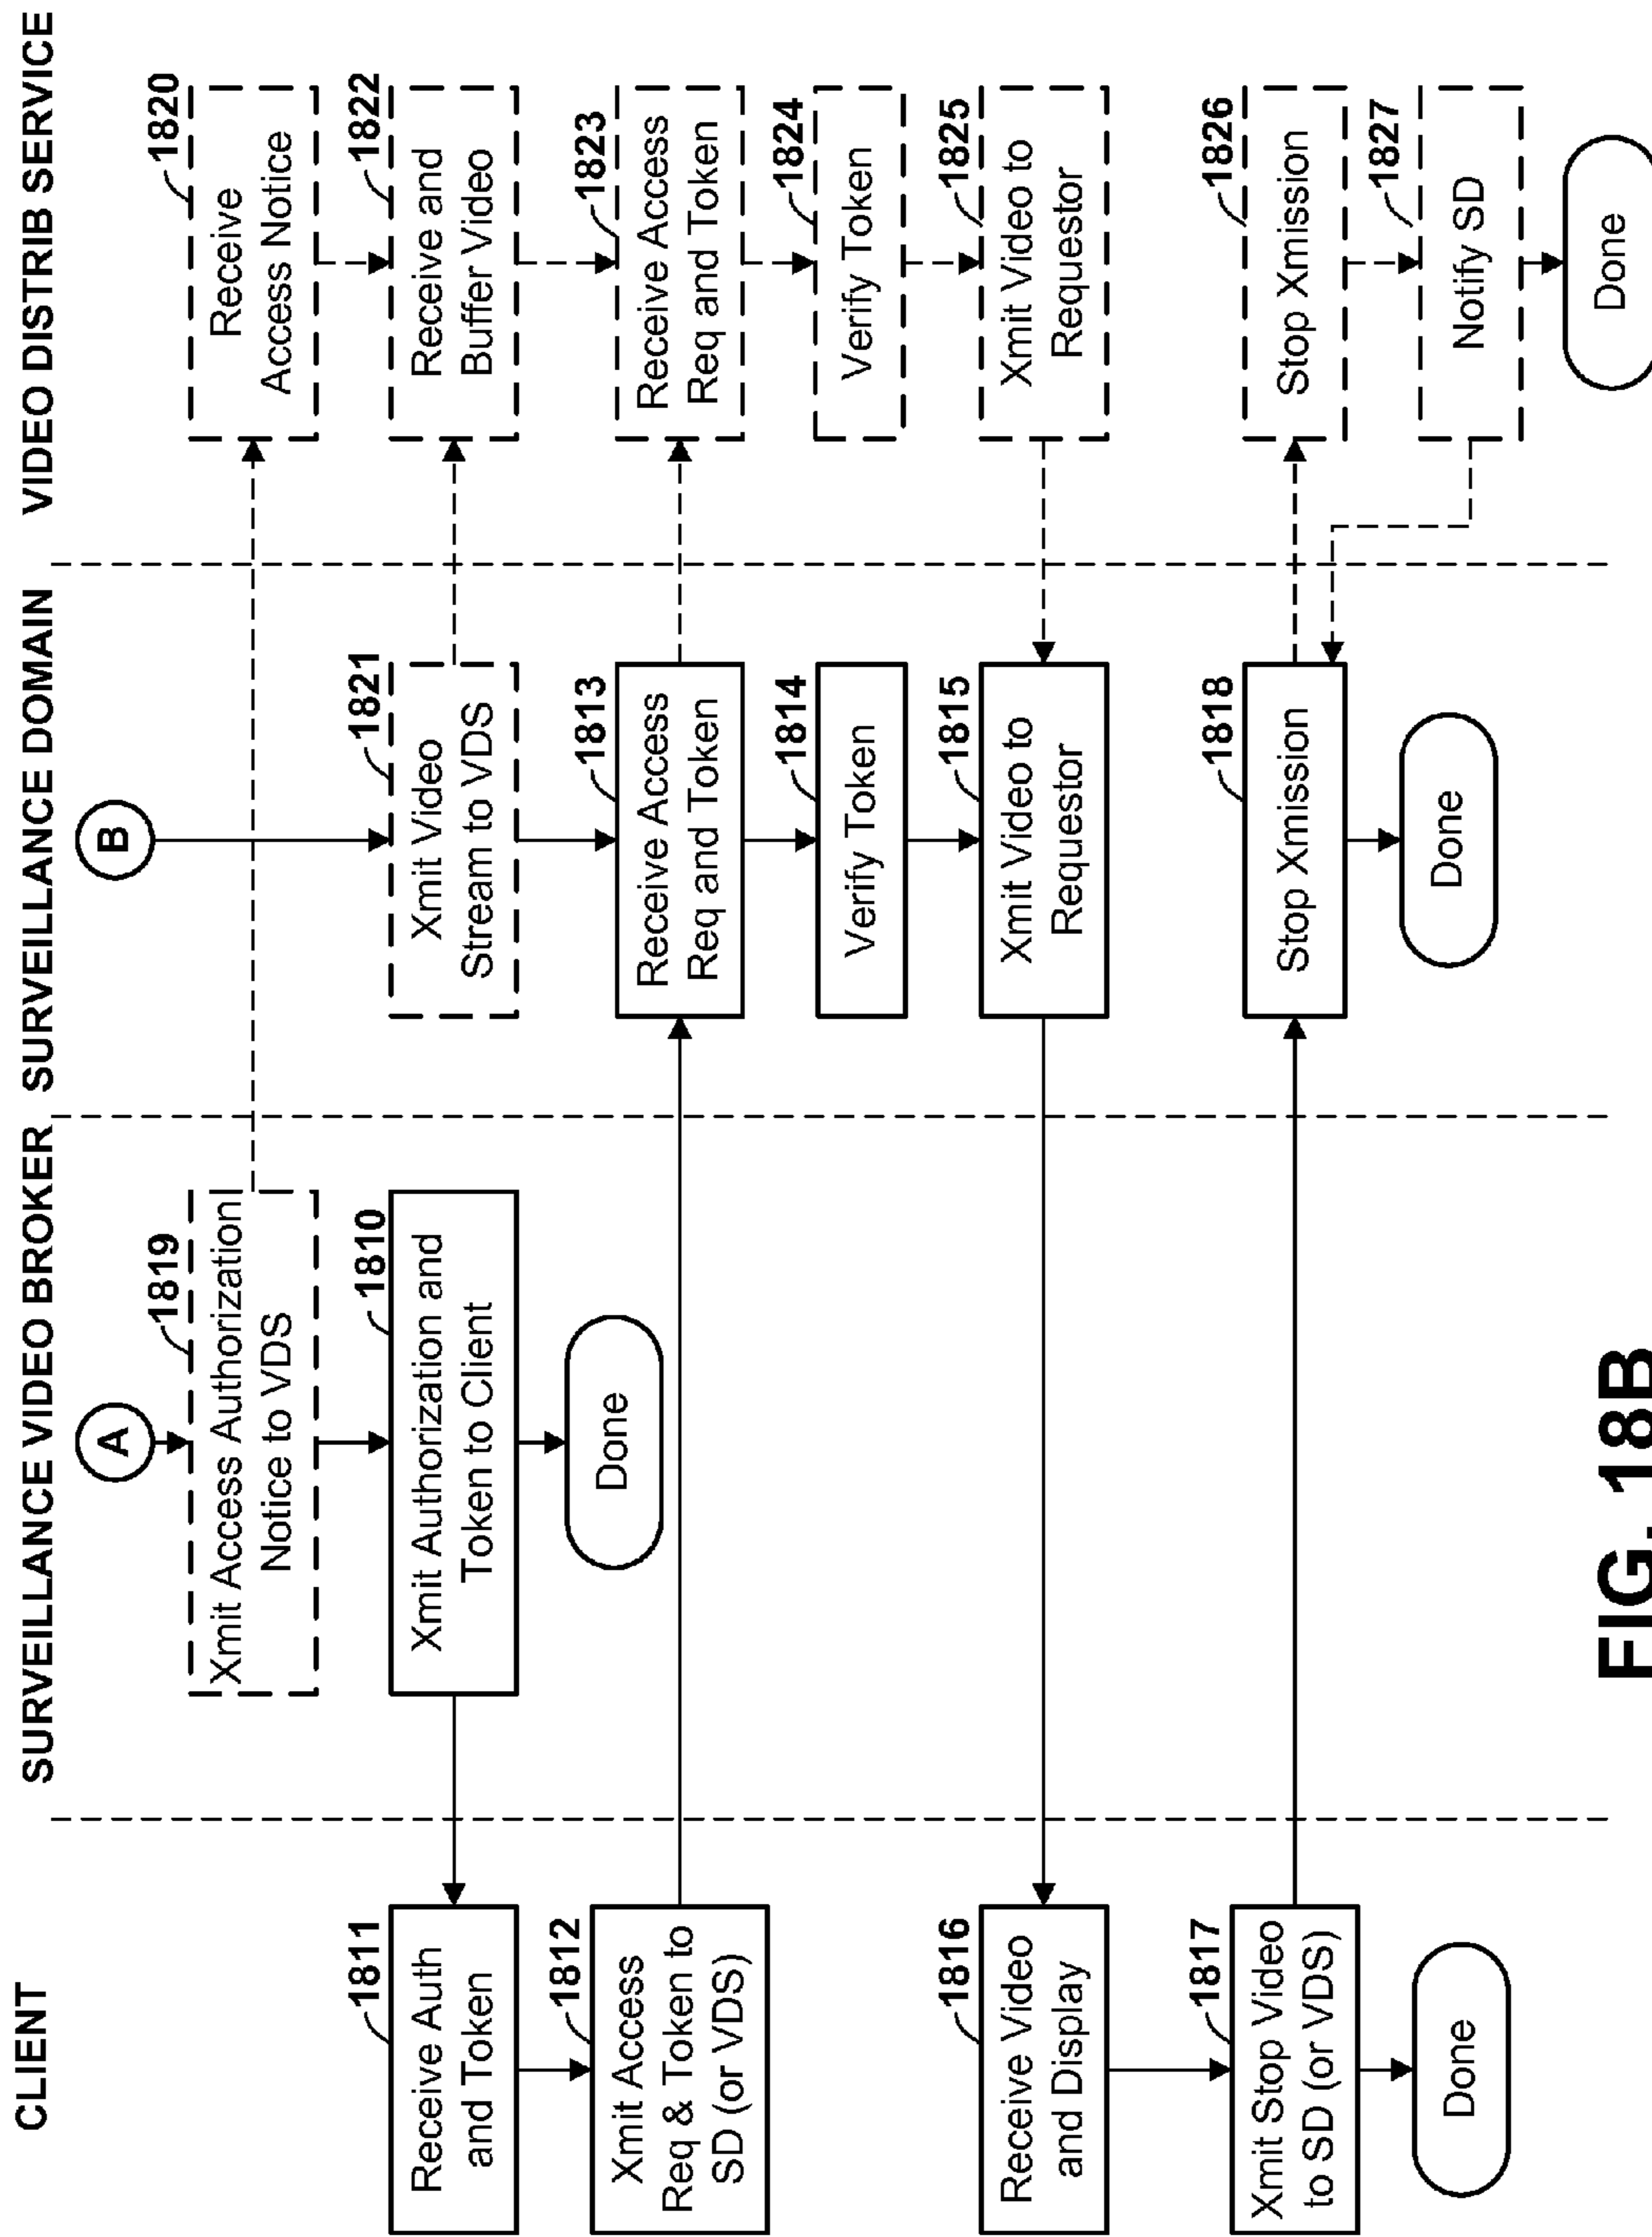 CLIENT
SURVEILLANCE VIDEO BROKER
SURVEILLANCE DOMAIN
VIDEO DISTRIB SERVICE
A
B
1819
Xmit Access Authorization
Notice to VDS
1820
Receive
Access Notice
1811
Receive Auth
and Token
1810
Xmit Authorization and
Token to Client
1821
Xmit Video
Stream to VDS
1822
Receive and
Buffer Video
1812
Xmit Access
Req & Token to
SD (or VDS)
Done
1813
Receive Access
Req and Token
1823
Receive Access
Req and Token
1814
Verify Token
1824
Verify Token
1816
Receive Video
and Display
1815
Xmit Video to
Requestor
1825
Xmit Video to
Requestor
1817
Xmit Stop Video
to SD (or VDS)
1818
Stop Xmission
1826
Stop Xmission
1827
Notify SD
Done
Done
Done
FIG. 18B